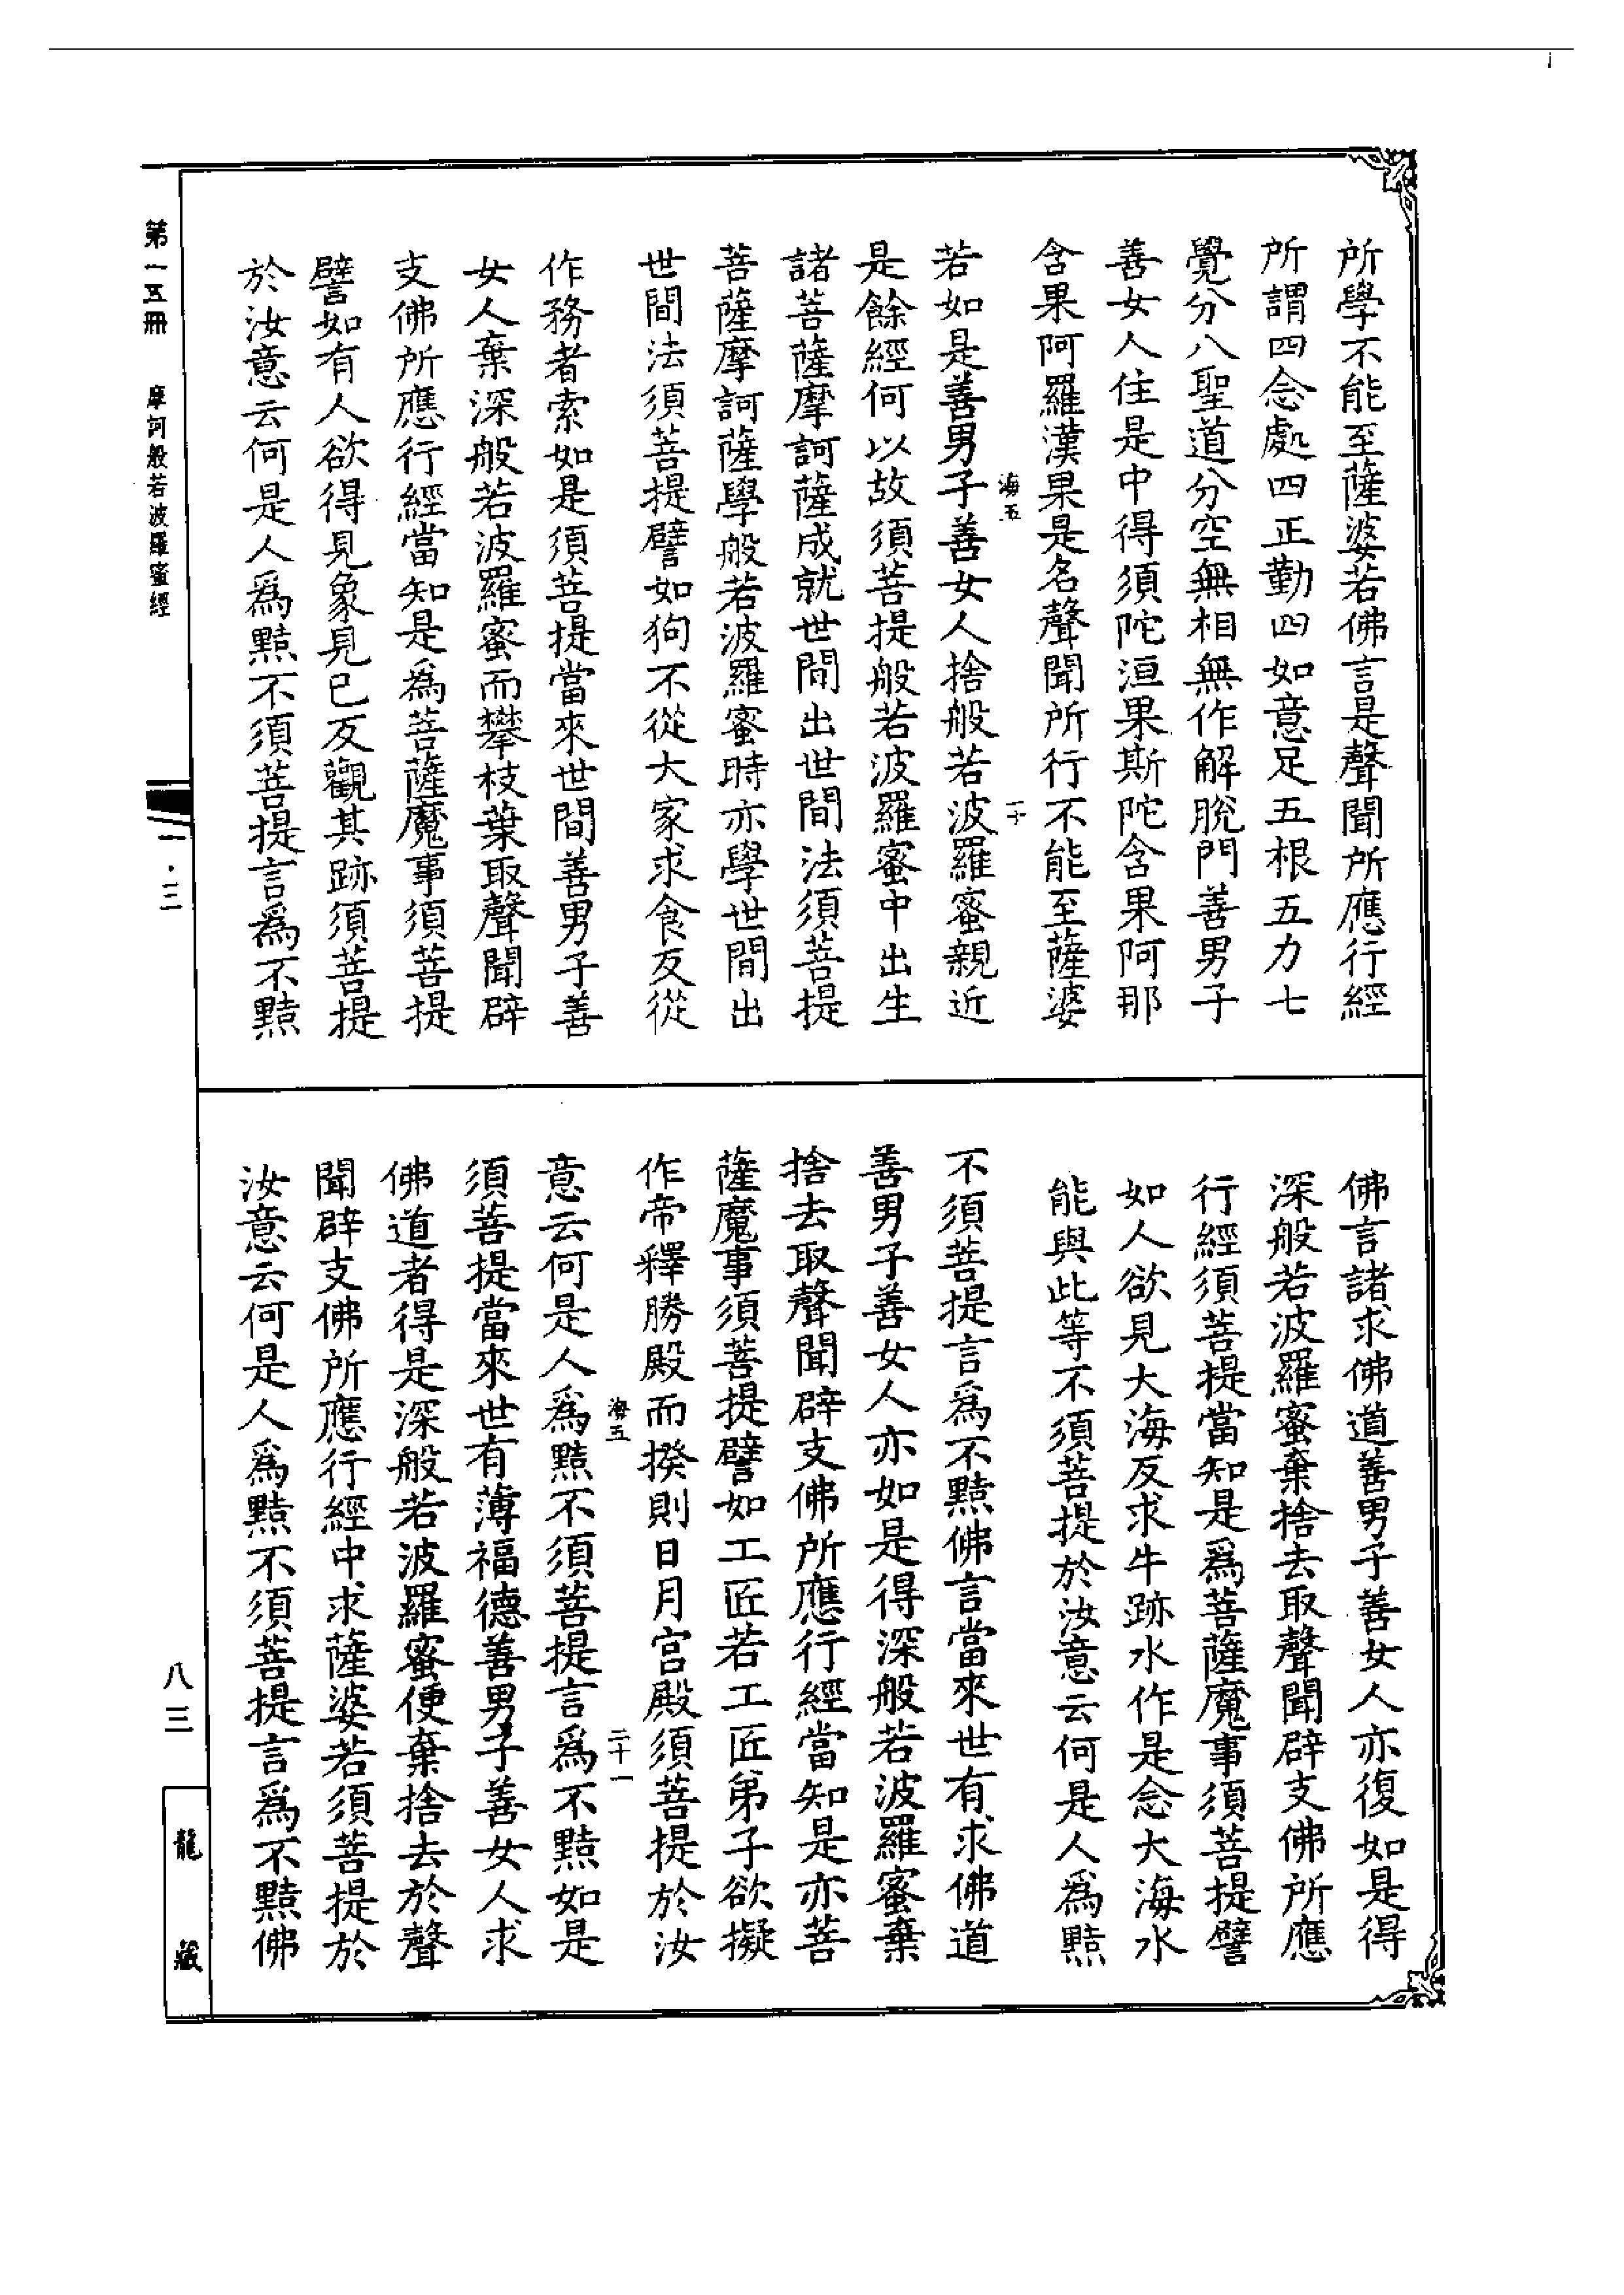 所學不能至薩婆若佛言是聲聞所應行經
所謂四念處四正勤四如意足五根五力七
覺分八聖道分空無相無作解脫門善男子
善女人住是中得須陀洹果斯陀含果阿那
含果阿羅漢果是名聲聞所行不能至薩婆
海五 二十
若如是善男子善女人捨般若波羅蜜親近
是餘經何以故須菩提般若波羅蜜中出生
諸菩薩摩訶薩成就世間出世間法須菩提
菩薩摩訶薩學般若波羅蜜時亦學世間出
世間法須菩提譬如狗不從大家求食反從
作務者索如是須菩提當來世間善男子善
女人棄深般若波羅蜜而攀枝葉取聲聞辟
支佛所應行經當知是為菩薩魔事須菩提
譬如有人欲得見象見已反觀其跡須菩提
於汝意云何是人為黠不須菩提言為不黠
佛言諸求佛道善男子善女人亦復如是得
深般若波羅蜜棄捨去取聲聞辟支佛所應
行經須菩提當知是爲菩薩魔事須菩提譬
如人欲見大海反求牛跡水作是念大海水
能與此等不須菩提於汝意云何是人為黠
不須菩提言爲不黠佛言當來世有求佛道
善男子善女人亦如是得深般若波羅蜜棄
捨去取聲聞辟支佛所應行經當知是亦菩
薩魔事須菩提譬如工匠若工匠弟子欲擬
作帝釋勝殿而揆則日月宮殿須菩提於汝
海五 二十一
意云何是人為黠不須菩提言為不黠如是
須菩提當來世有薄福德善男子善女人求
佛道者得是深般若波羅蜜便棄捨去於聲
聞辟支佛所應行經中求薩婆若須菩提於
汝意云何是人爲黠不須菩提言爲不黠佛
第一五冊 摩訶般若波羅蜜經
一·三
八三
龍藏